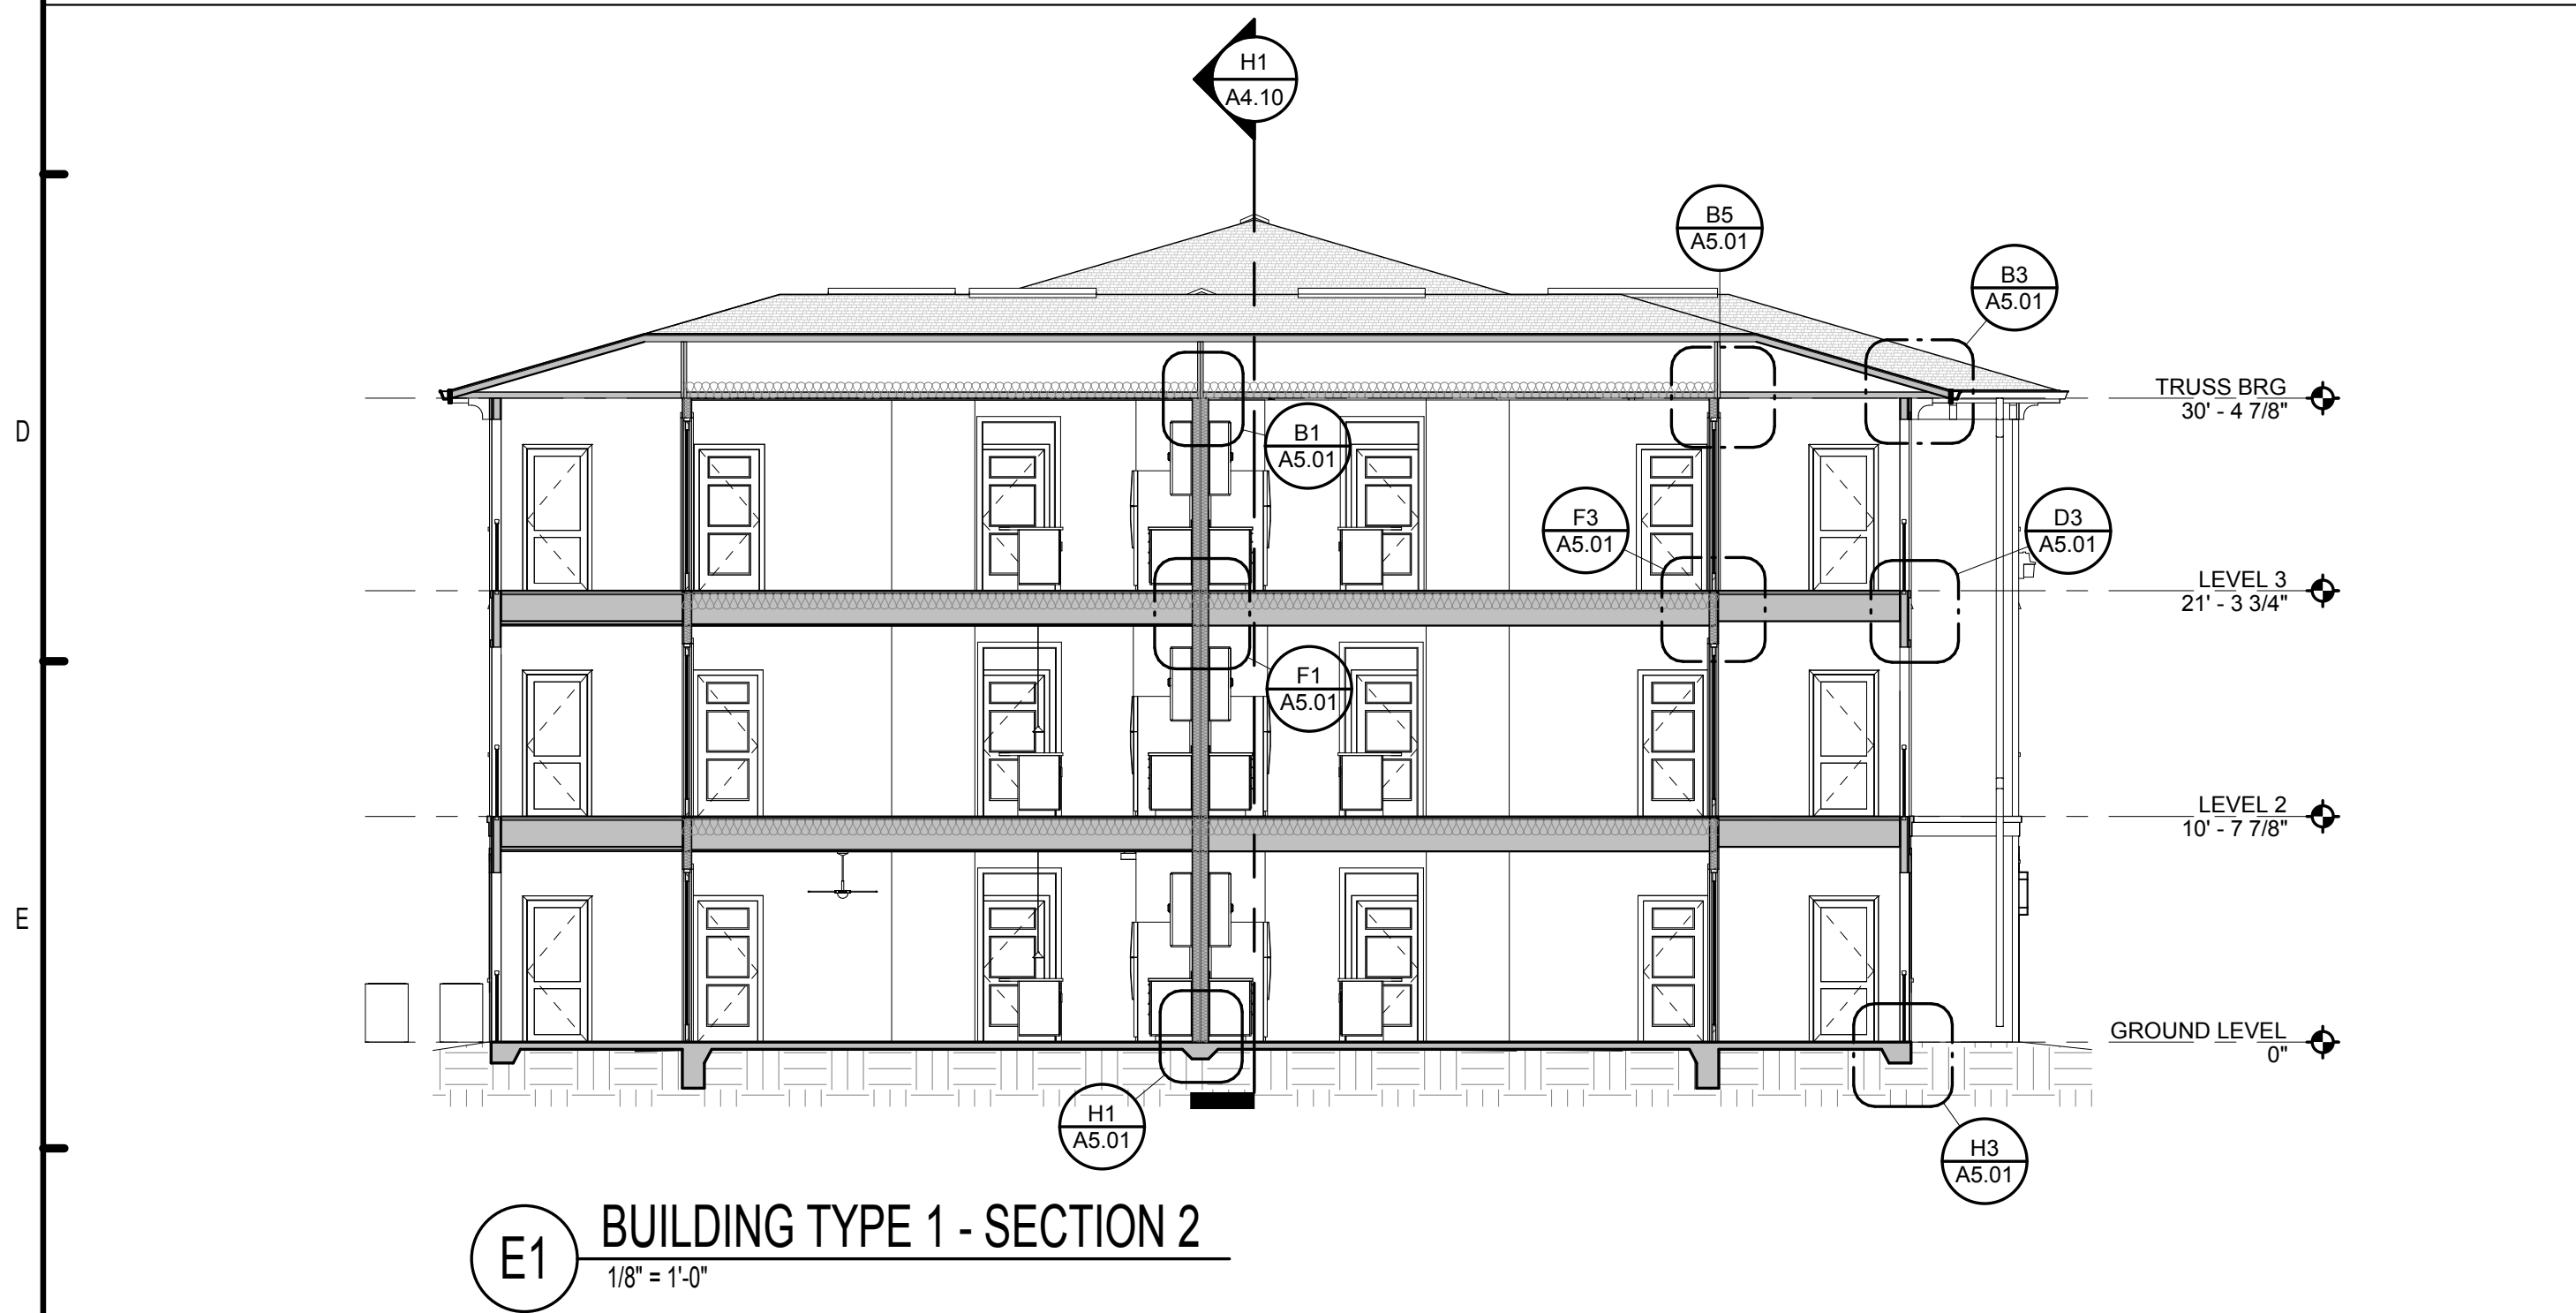 H1
A4.10
B5
A5.01
B3
A5.01
TRUSS BRG
30' - 4 7/8"
D
B1
A5.01
F3
A5.01
D3
A5.01
LEVEL 3
21' - 3 3/4"
F1
A5.01
LEVEL 2
10' - 7 7/8"
E
GROUND LEVEL
0"
H1
A5.01
H3
A5.01
E1
BUILDING TYPE 1 - SECTION 2
1/8" = 1'-0"